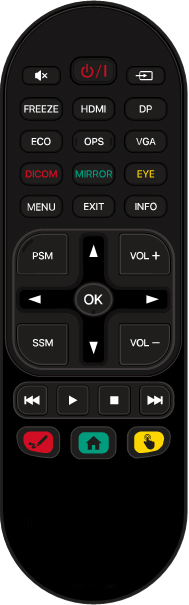 ⏻/I
FREEZE HDMI DP
ECO OPS VGA
DICOM MIRROR EYE
MENU EXIT INFO
PSM VOL +
OK
SSM VOL −